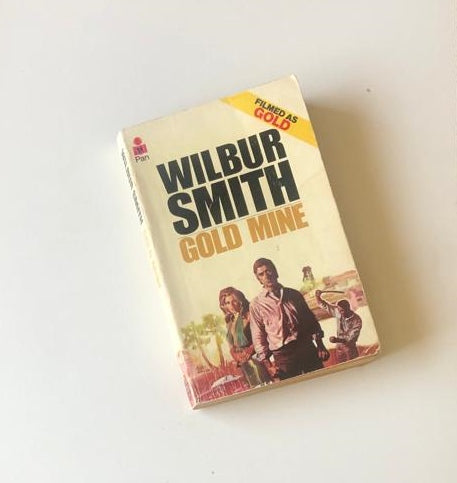 FILMED AS
GOLD
Pan
WILBUR
SMITH
GOLD MINE
WILBUR SMITH